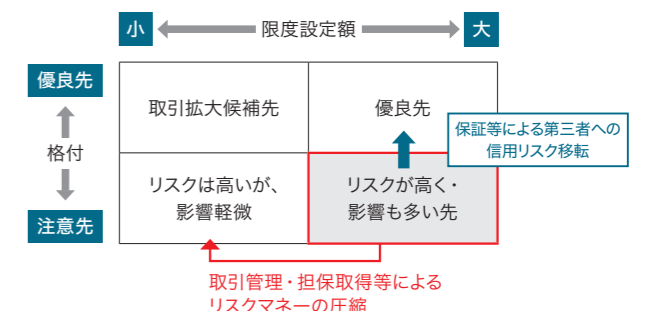 小
限度設定額
大
優良先
格付
注意先
取引拡大候補先
優良先
保証等による第三者への
信用リスク移転
リスクは高いが、
影響軽微
リスクが高く・
影響も多い先
取引管理・担保取得等による
リスクマネーの圧縮